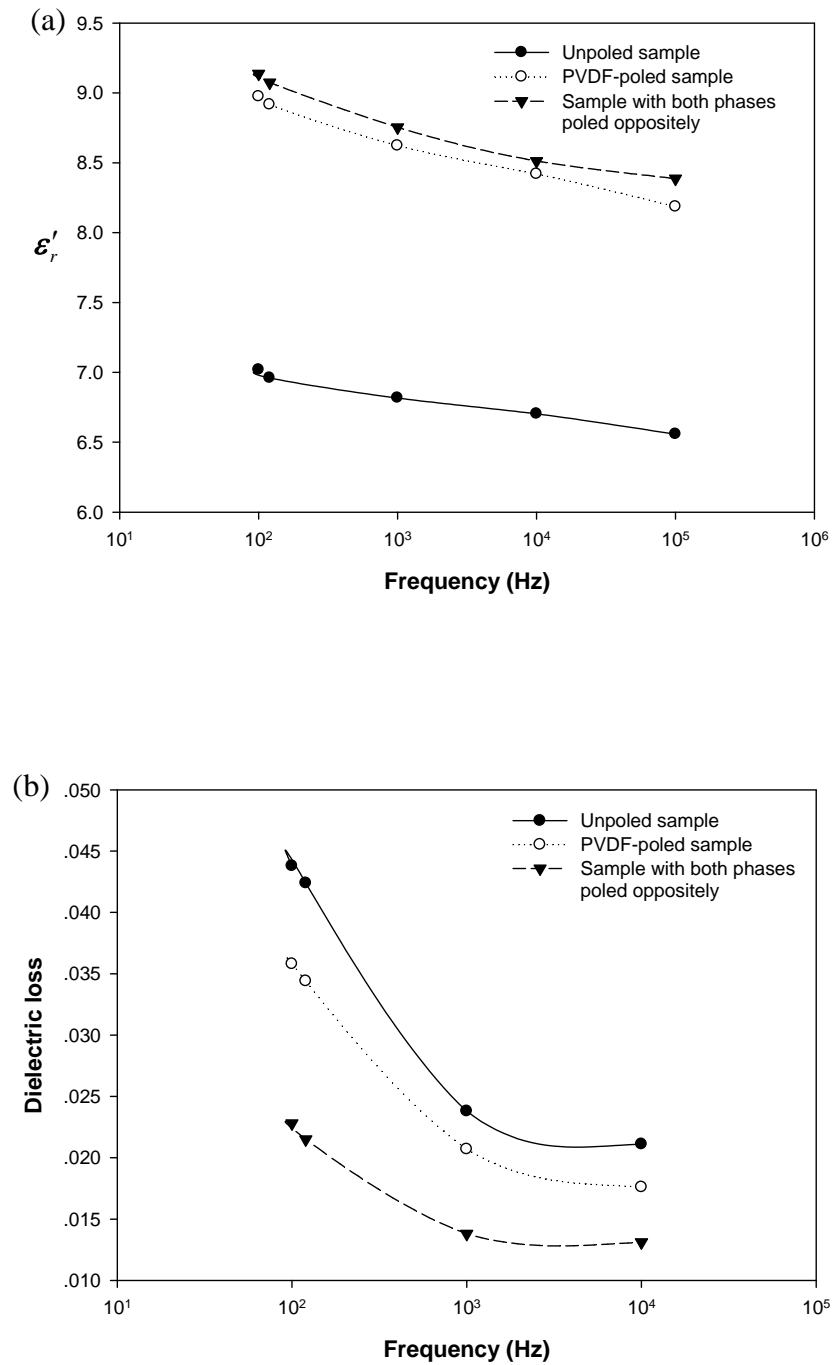 (a)
9.5
9.0
8.5
8.0
7.5
7.0
6.5
6.0
ε′r
Unpoled sample
PVDF-poled sample
Sample with both phases
poled oppositely
10¹ 10² 10³ 10⁴ 10⁵ 10⁶
Frequency (Hz)
(b)
.050
.045
.040
.035
.030
.025
.020
.015
.010
Dielectric loss
Unpoled sample
PVDF-poled sample
Sample with both phases
poled oppositely
10¹ 10² 10³ 10⁴ 10⁵
Frequency (Hz)